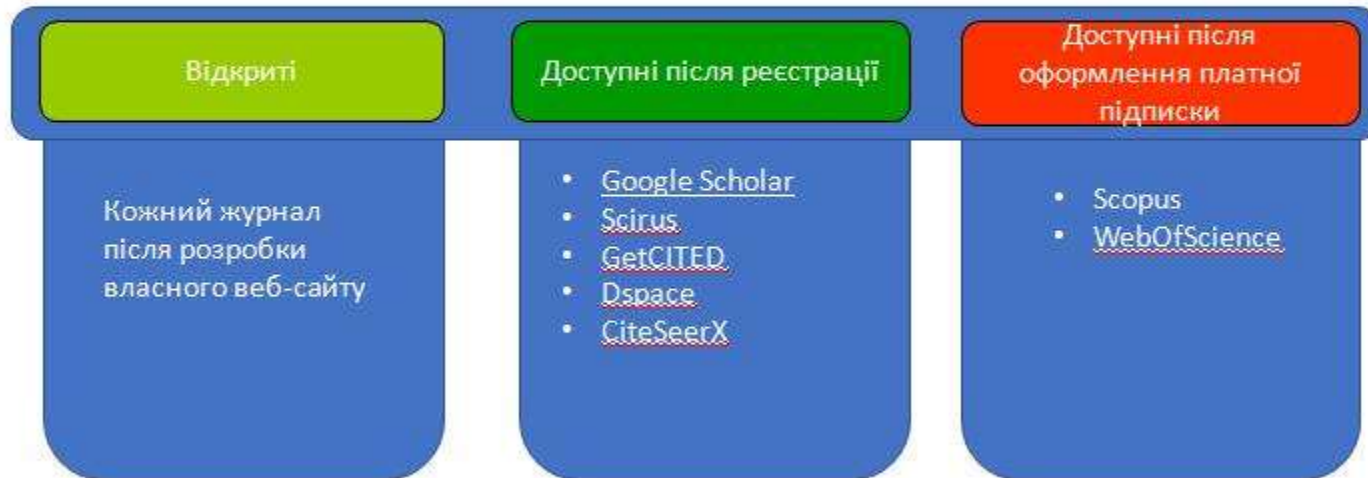 Відкриті
Доступні після реєстрації
Доступні після
оформлення платної
підписки
Кожний журнал
після розробки
власного веб-сайту
• Google Scholar
• Scirus
• GetCITED
• Dspace
• CiteSeerX
• Scopus
• WebOfScience